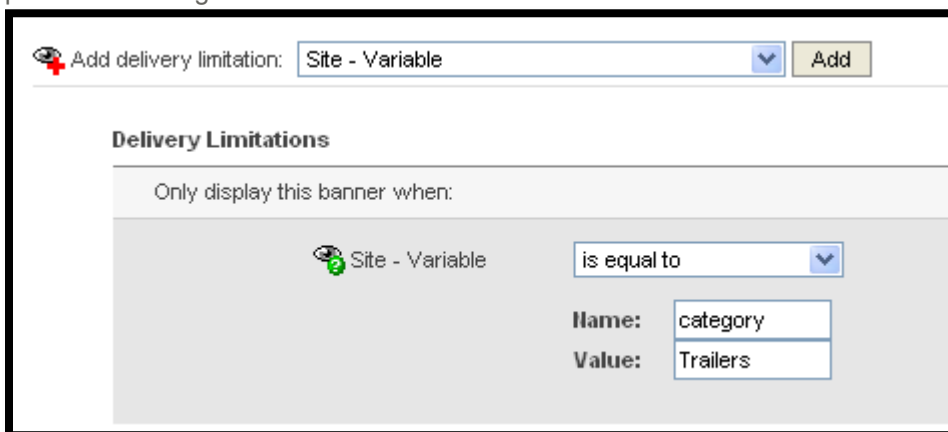 Add delivery limitation: Site - Variable Add
Delivery Limitations
Only display this banner when:
Site - Variable is equal to
Name: category
Value: Trailers